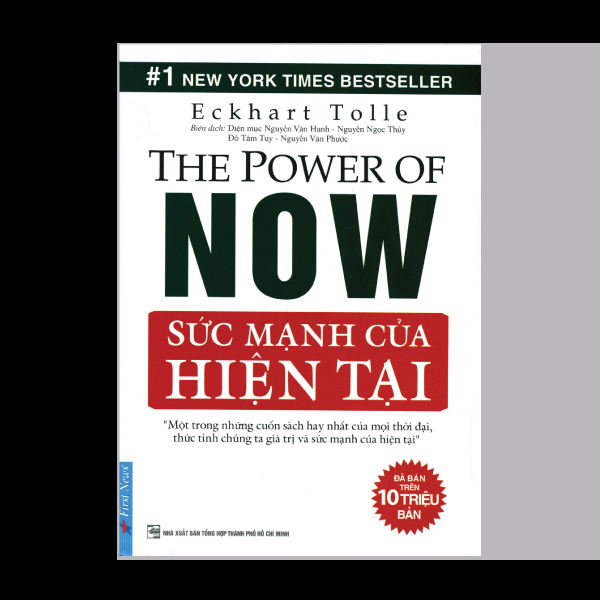 #1 NEW YORK TIMES BESTSELLER
Eckhart Tolle
Biên dịch: Diện mục Nguyễn Văn Hạnh - Nguyễn Ngọc Thủy
Đỗ Tâm Tuy - Nguyễn Văn Phước
THE POWER OF
NOW
SỨC MẠNH CỦA
HIỆN TẠI
"Một trong những cuốn sách hay nhất của mọi thời đại,
thức tỉnh chúng ta giá trị và sức mạnh của hiện tại"
ĐÃ BÁN
TRÊN
10 TRIỆU
BẢN
First News
NHÀ XUẤT BẢN TỔNG HỢP THÀNH PHỐ HỒ CHÍ MINH